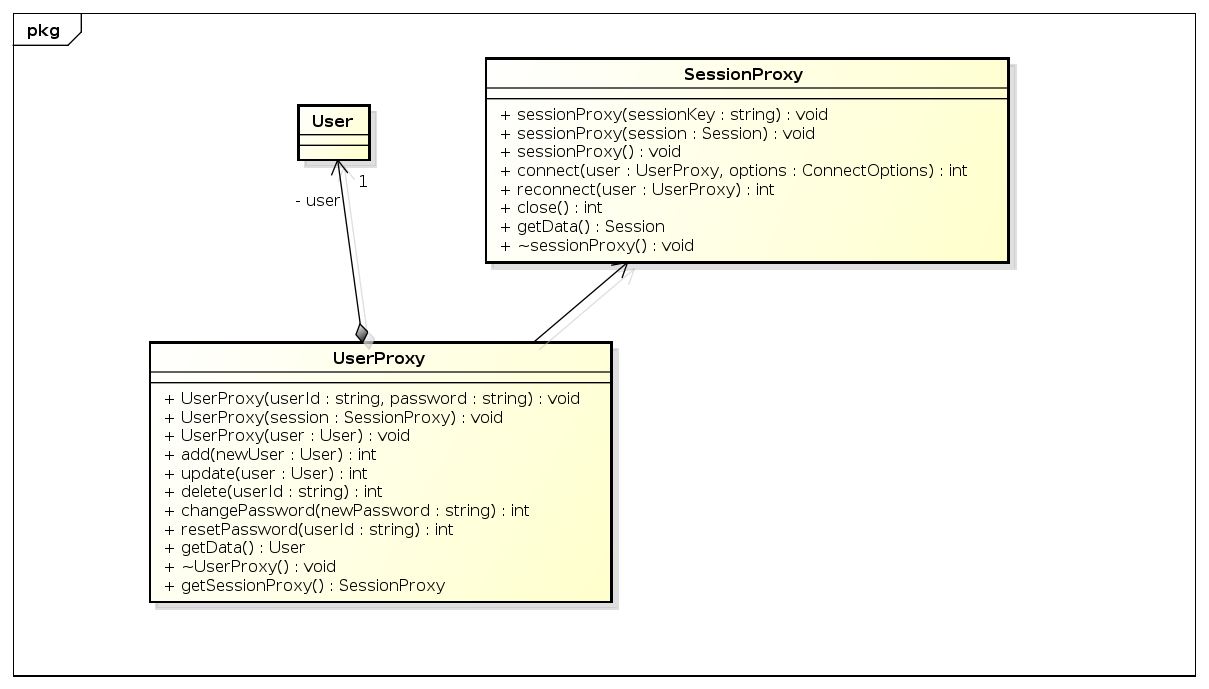 pkg
SessionProxy
+ sessionProxy(sessionKey : string) : void
+ sessionProxy(session : Session) : void
+ sessionProxy() : void
+ connect(user : UserProxy, options : ConnectOptions) : int
+ reconnect(user : UserProxy) : int
+ close() : int
+ getData() : Session
+ ~sessionProxy() : void
User
1
- user
UserProxy
+ UserProxy(userId : string, password : string) : void
+ UserProxy(session : SessionProxy) : void
+ UserProxy(user : User) : void
+ add(newUser : User) : int
+ update(user : User) : int
+ delete(userId : string) : int
+ changePassword(newPassword : string) : int
+ resetPassword(userId : string) : int
+ getData() : User
+ ~UserProxy() : void
+ getSessionProxy() : SessionProxy